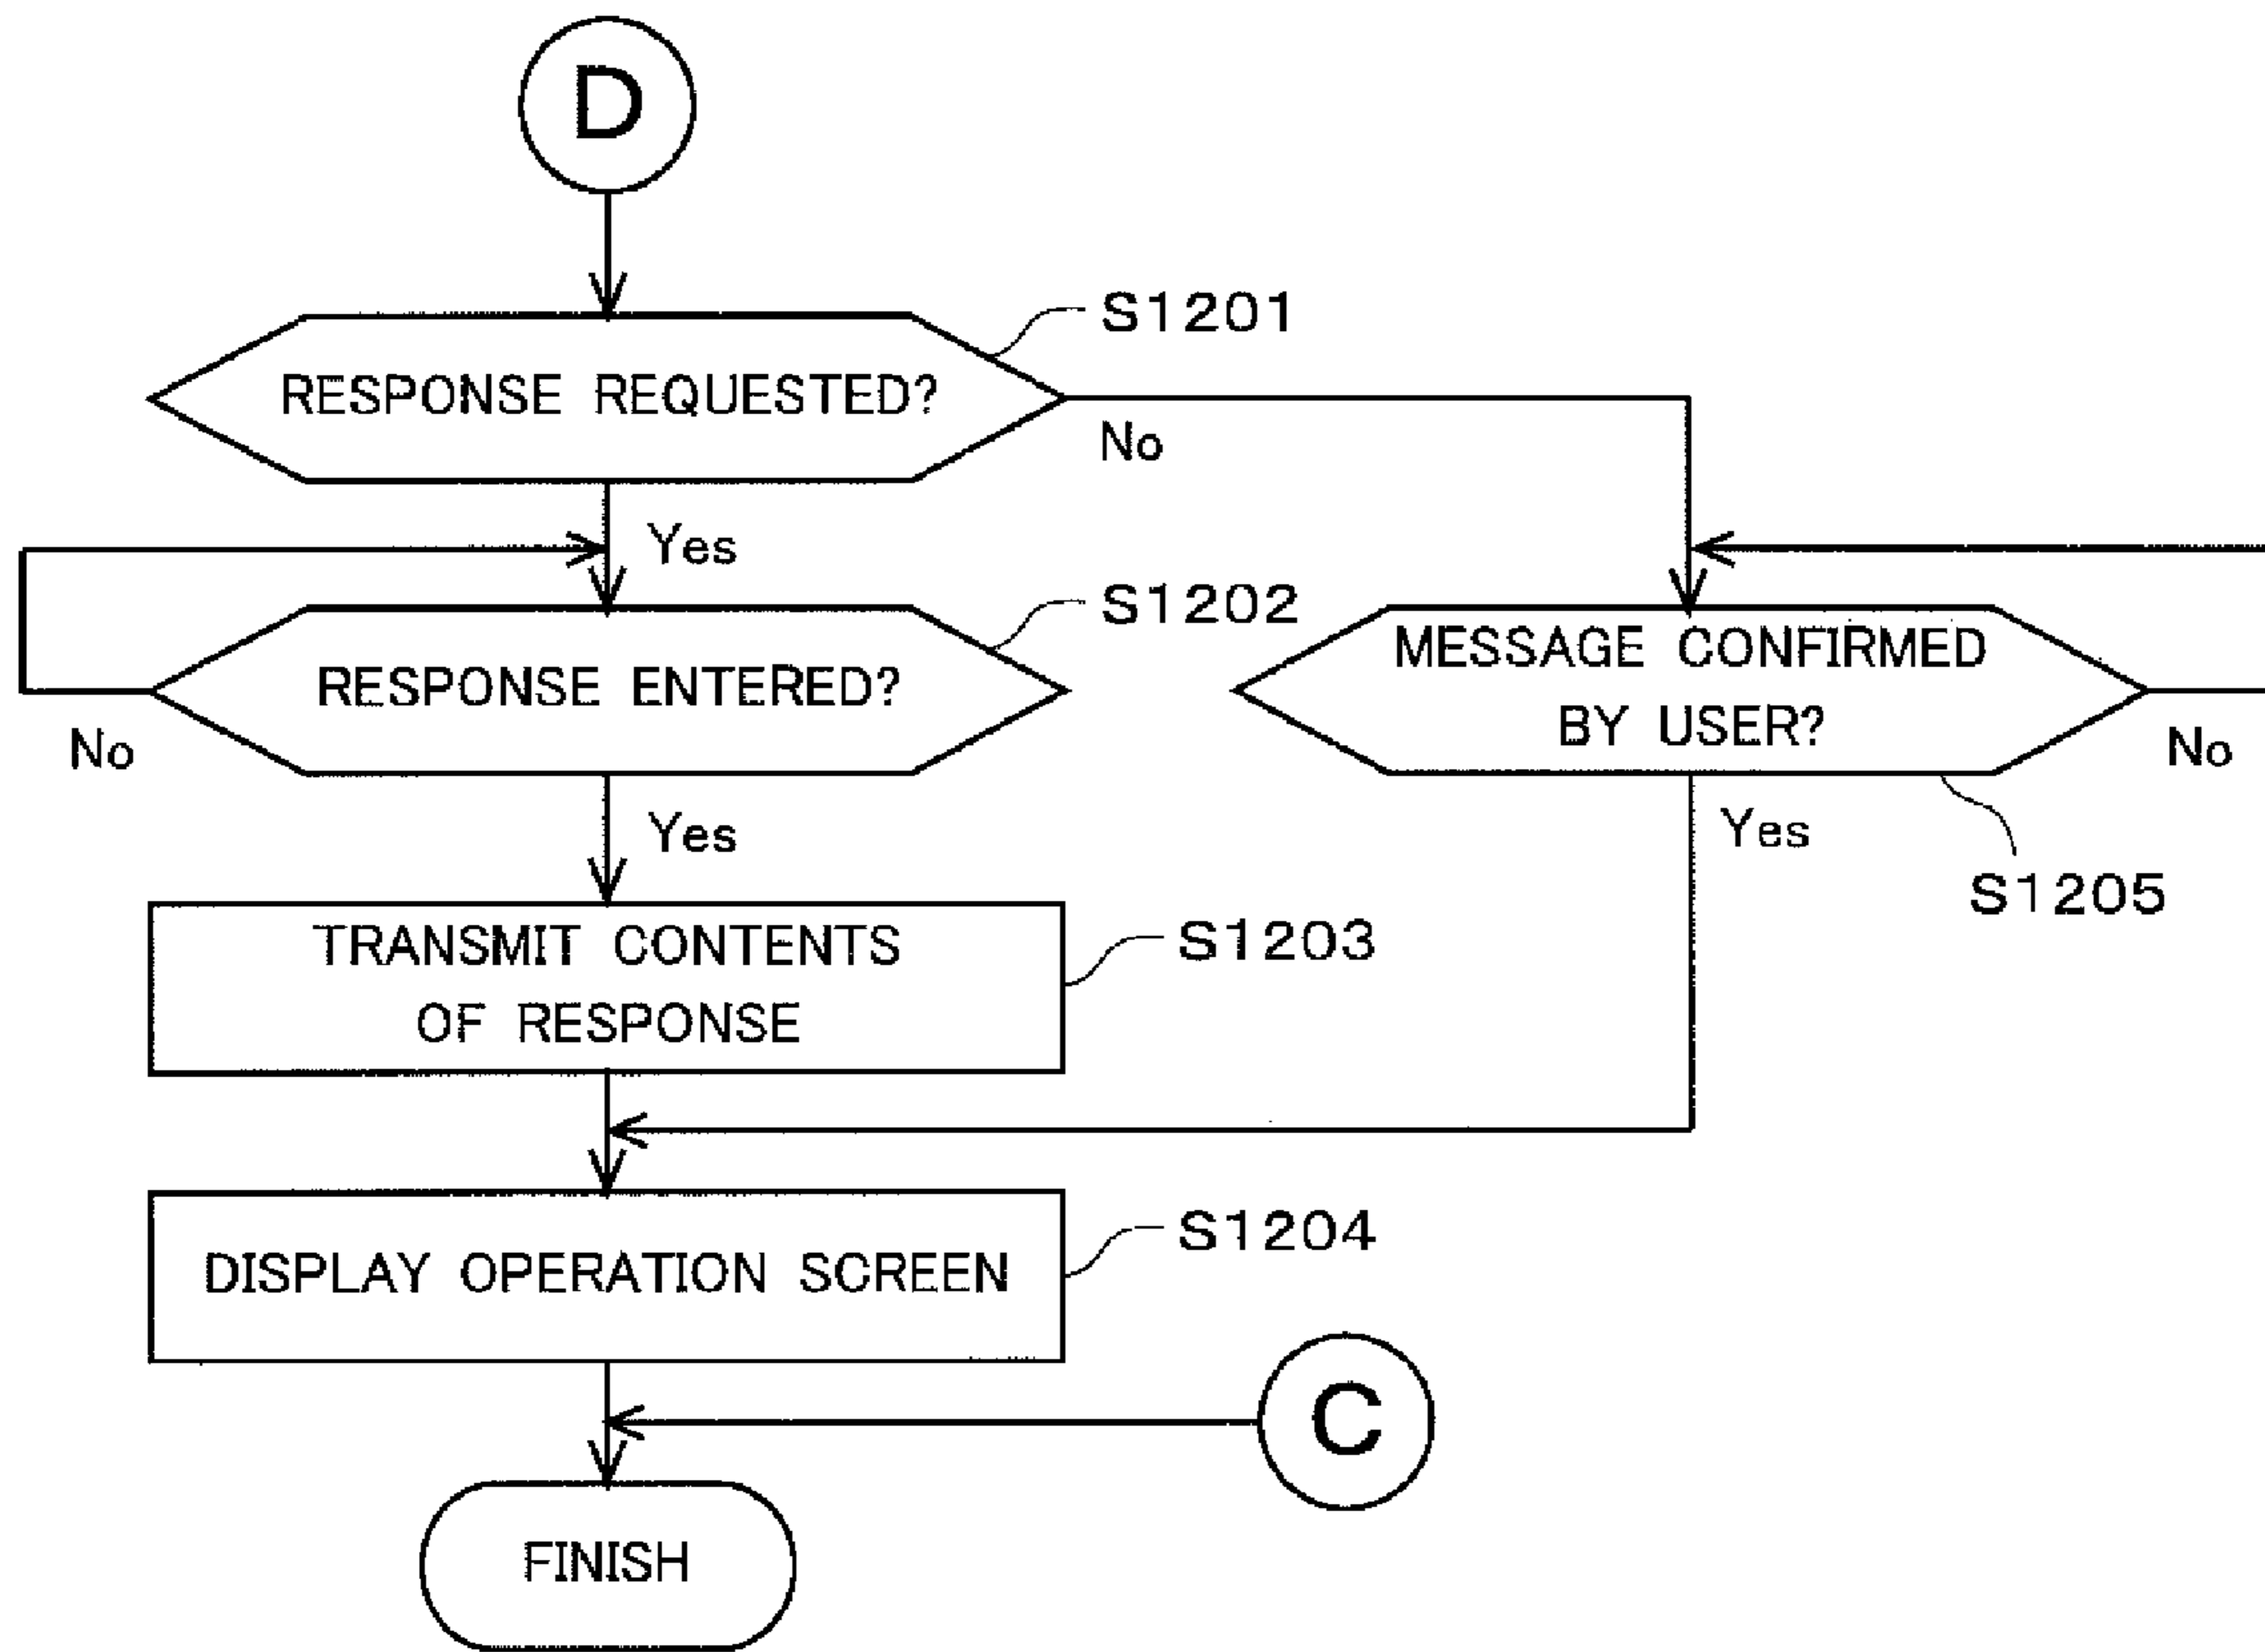 D
S1201
RESPONSE REQUESTED?
No
Yes
S1202
RESPONSE ENTERED?
No
MESSAGE CONFIRMED
BY USER?
No
Yes
Yes
S1205
TRANSMIT CONTENTS
OF RESPONSE
S1203
S1204
DISPLAY OPERATION SCREEN
C
FINISH